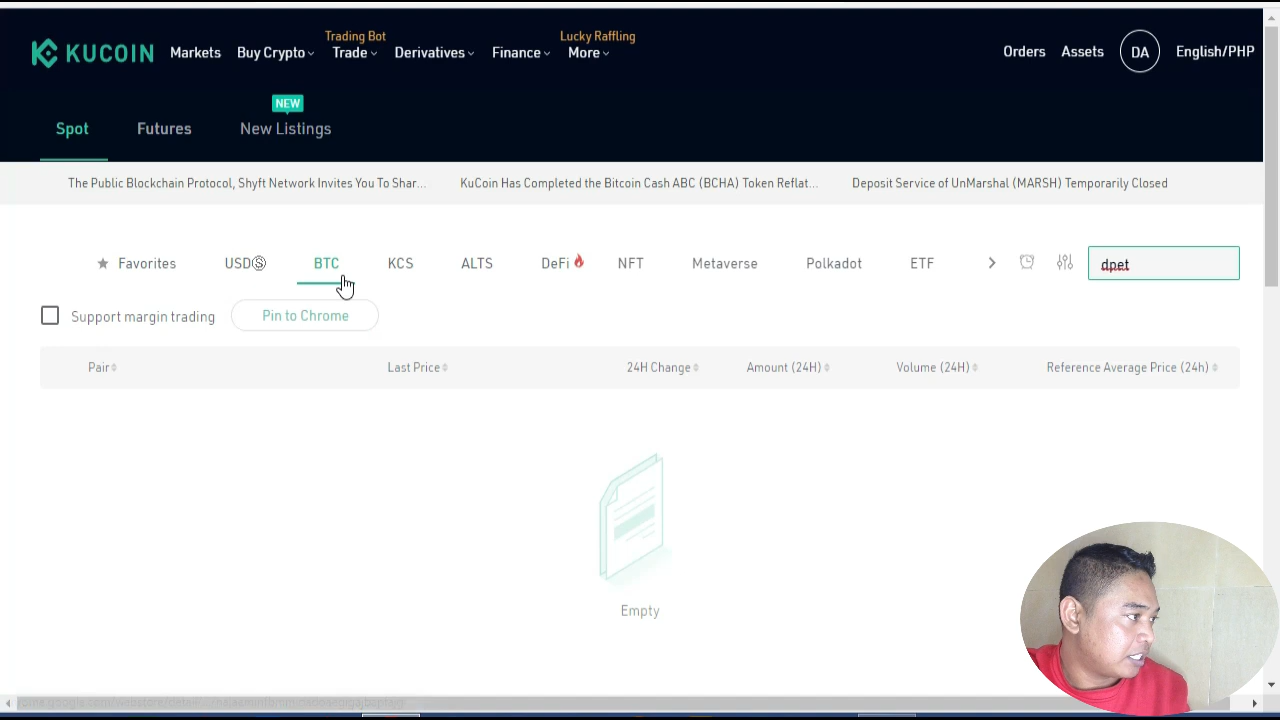 KUCOIN
Markets
Buy Crypto
Trading Bot
Trade
Derivatives
Finance
Lucky Raffling
More
Orders
Assets
DA
English/PHP
Spot
Futures
NEW
New Listings
The Public Blockchain Protocol, Shyft Network Invites You To Shar...
KuCoin Has Completed the Bitcoin Cash ABC (BCHA) Token Reflat...
Deposit Service of UnMarshal (MARSH) Temporarily Closed
Favorites
USDⓈ
BTC
KCS
ALTS
DeFi
NFT
Metaverse
Polkadot
ETF
dpet
Support margin trading
Pin to Chrome
Pair
Last Price
24H Change
Amount (24H)
Volume (24H)
Reference Average Price (24h)
Empty